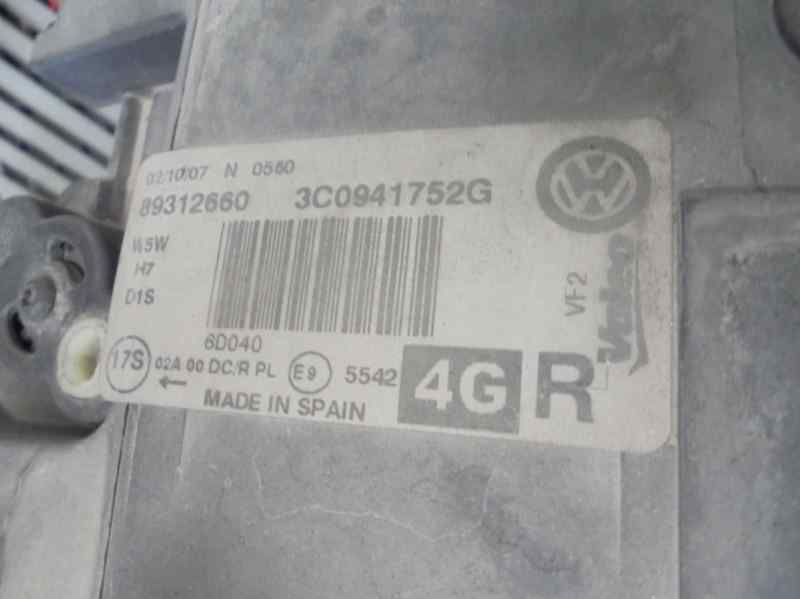 02/10/07 N 0560
89312660 3C0941752G
W5W
H7
D1S
6D040
17S 02A 00 DC/R PL E9 5542 4G R
MADE IN SPAIN
VF2
Valeo
VW